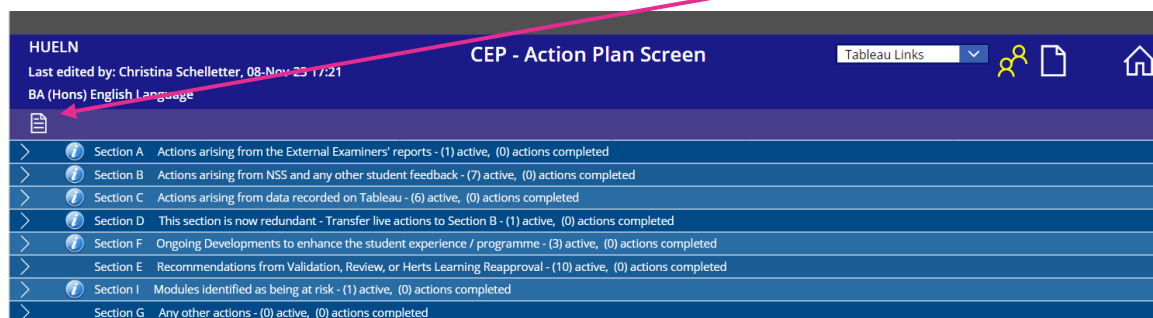 HUELN
CEP - Action Plan Screen
Tableau Links
Last edited by: Christina Schelletter, 08-Nov-23 17:21
BA (Hons) English Language
Section A Actions arising from the External Examiners' reports - (1) active, (0) actions completed
Section B Actions arising from NSS and any other student feedback - (7) active, (0) actions completed
Section C Actions arising from data recorded on Tableau - (6) active, (0) actions completed
Section D This section is now redundant - Transfer live actions to Section B - (1) active, (0) actions completed
Section F Ongoing Developments to enhance the student experience / programme - (3) active, (0) actions completed
Section E Recommendations from Validation, Review, or Herts Learning Reapproval - (10) active, (0) actions completed
Section I Modules identified as being at risk - (1) active, (0) actions completed
Section G Any other actions - (0) active, (0) actions completed